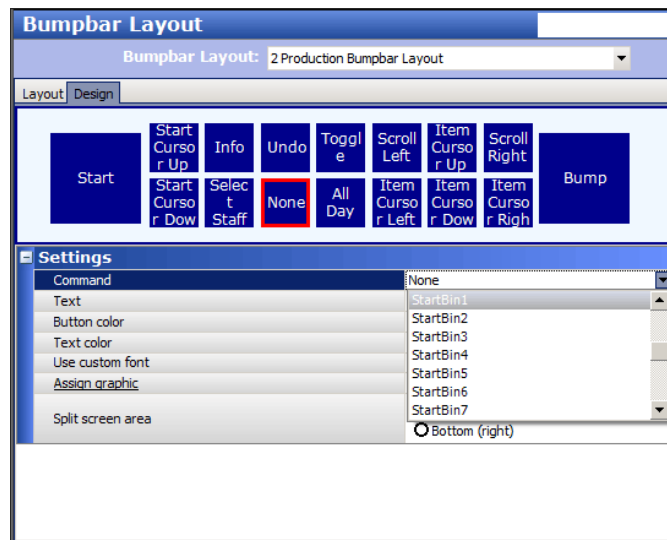 Bumpbar Layout
Bumpbar Layout: 2 Production Bumpbar Layout
Layout Design
Start
Start
Curso
r Up
Info
Undo
Toggl
e
Scroll
Left
Item
Curso
r Up
Scroll
Right
Bump
Start
Curso
r Dow
Selec
t
Staff
None
All
Day
Item
Curso
r Left
Item
Curso
r Dow
Item
Curso
r Righ
Settings
Command None
Text
StartBin1
Button color
StartBin2
StartBin3
Text color
StartBin4
Use custom font
StartBin5
Assign graphic
StartBin6
StartBin7
Split screen area
Bottom (right)